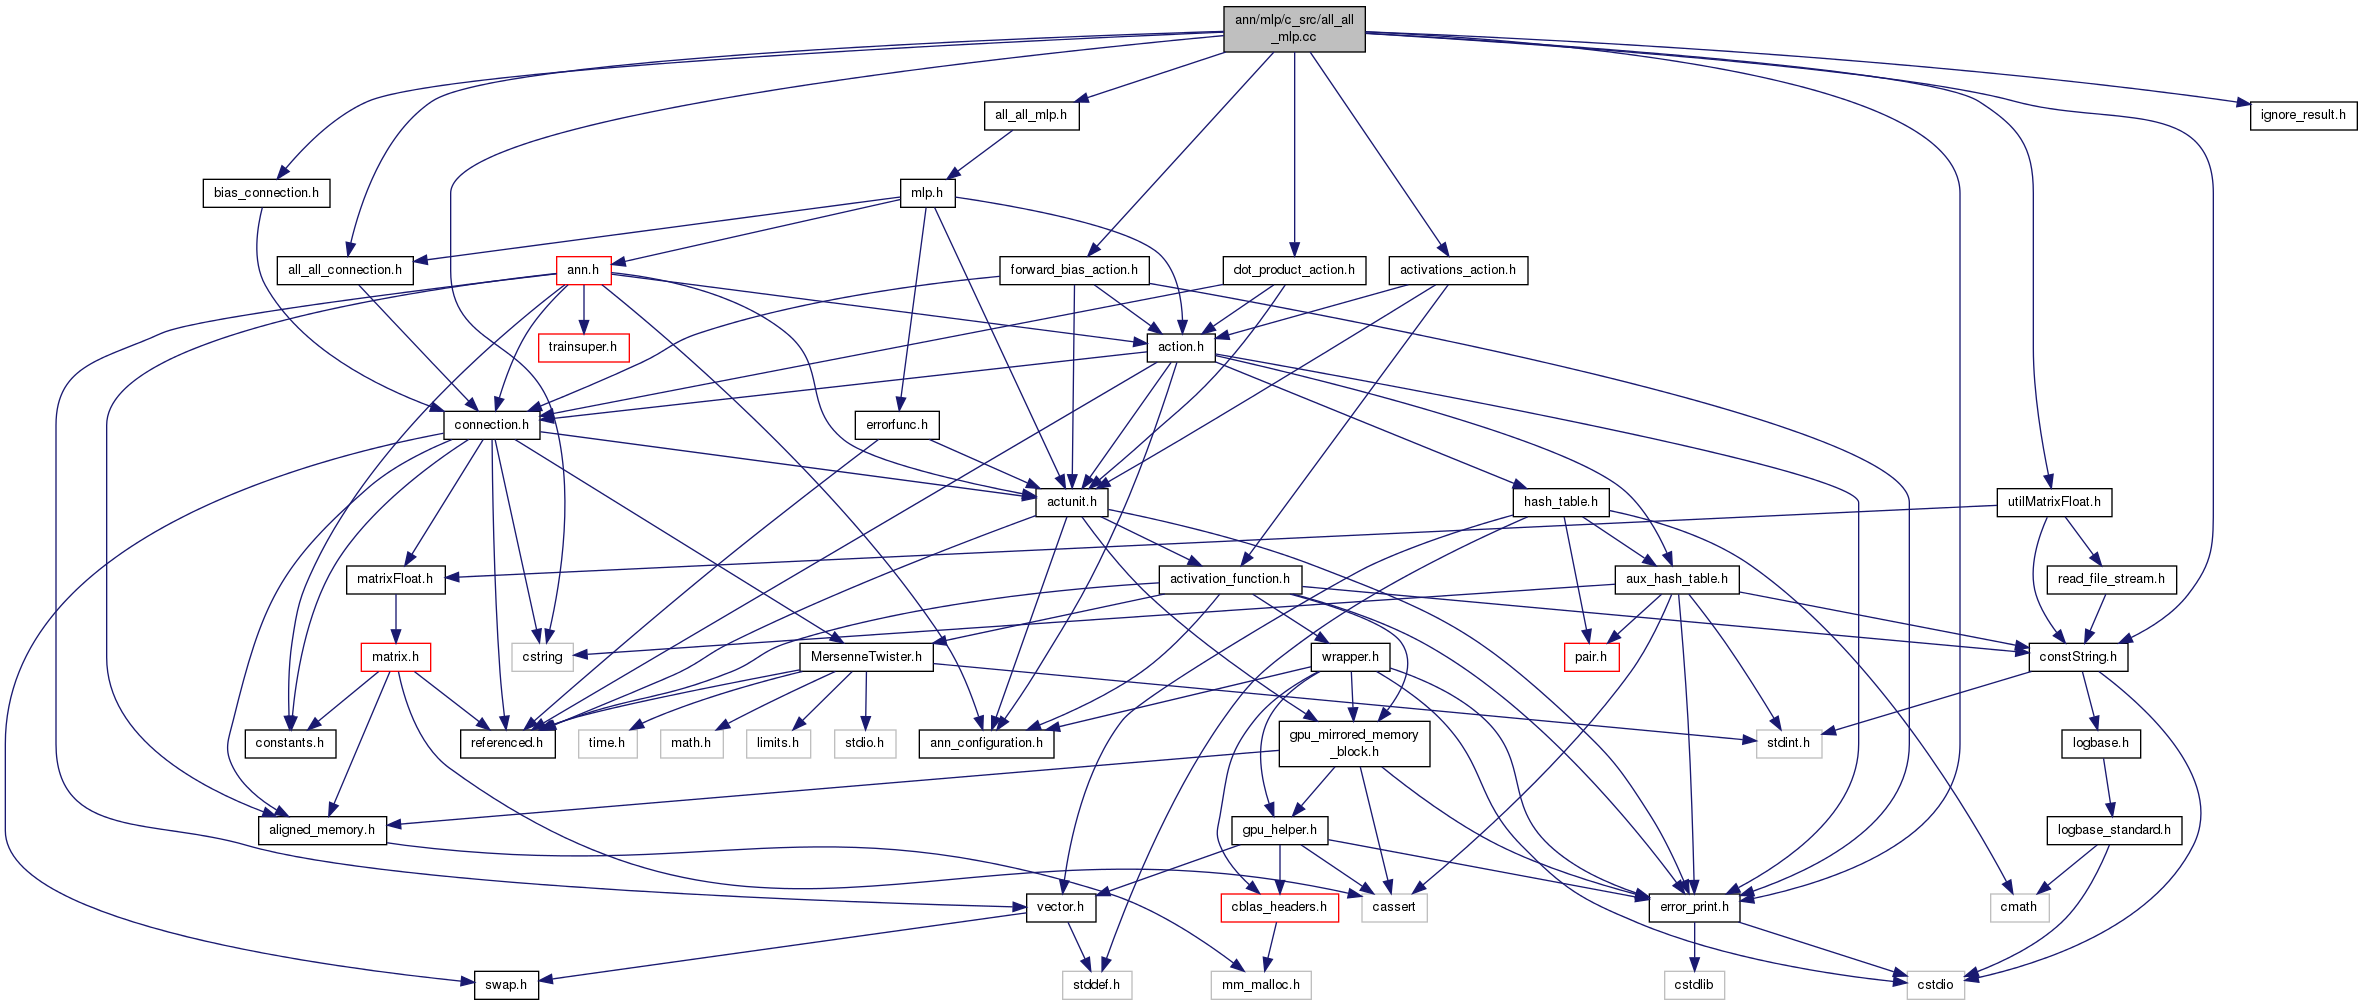 ann/mlp/c_src/all_all
_mlp.cc
all_all_mlp.h
ignore_result.h
bias_connection.h
mlp.h
all_all_connection.h
ann.h
forward_bias_action.h
dot_product_action.h
activations_action.h
trainsuper.h
action.h
connection.h
errorfunc.h
actunit.h
hash_table.h
utilMatrixFloat.h
matrixFloat.h
activation_function.h
aux_hash_table.h
read_file_stream.h
matrix.h
cstring
MersenneTwister.h
wrapper.h
pair.h
constString.h
constants.h
referenced.h
time.h
math.h
limits.h
stdio.h
ann_configuration.h
gpu_mirrored_memory
_block.h
stdint.h
logbase.h
aligned_memory.h
gpu_helper.h
logbase_standard.h
vector.h
cblas_headers.h
cassert
error_print.h
cmath
swap.h
stddef.h
mm_malloc.h
cstdlib
cstdio